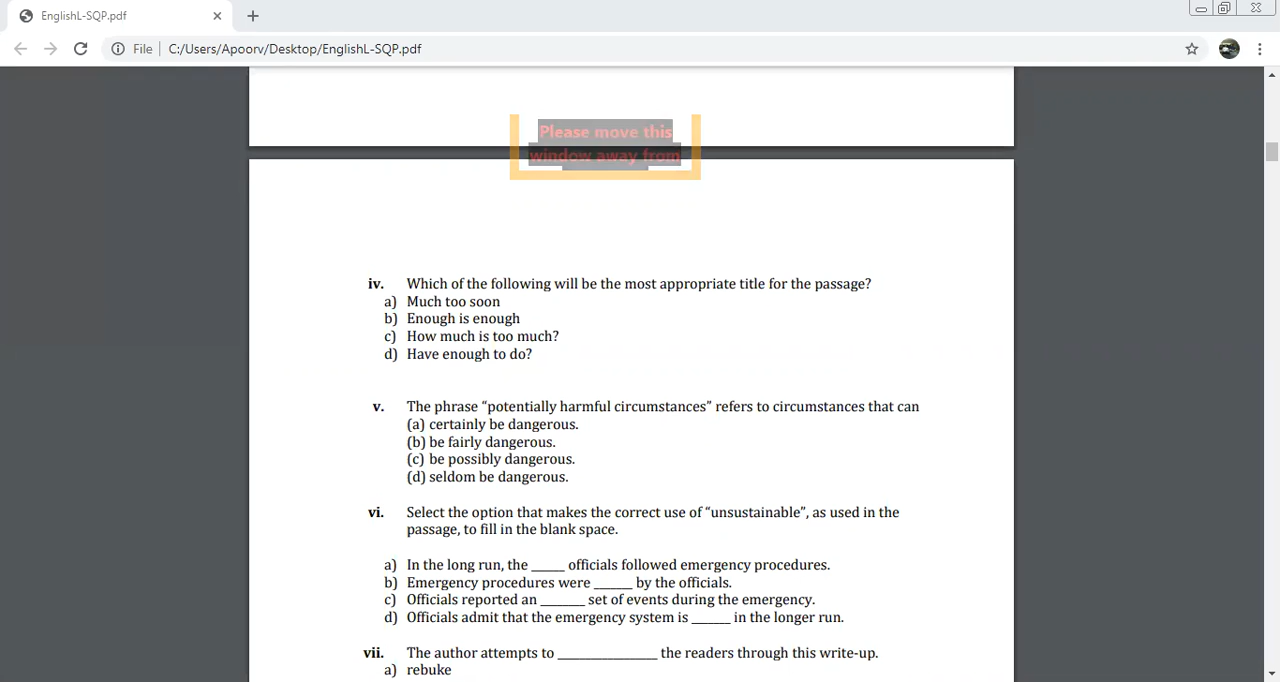 EnglishL-SQP.pdf
File
C:/Users/Apoorv/Desktop/EnglishL-SQP.pdf
Please move this
window away from
iv. Which of the following will be the most appropriate title for the passage?
a) Much too soon
b) Enough is enough
c) How much is too much?
d) Have enough to do?
v. The phrase “potentially harmful circumstances” refers to circumstances that can
(a) certainly be dangerous.
(b) be fairly dangerous.
(c) be possibly dangerous.
(d) seldom be dangerous.
vi. Select the option that makes the correct use of “unsustainable”, as used in the
passage, to fill in the blank space.
a) In the long run, the _____ officials followed emergency procedures.
b) Emergency procedures were ______ by the officials.
c) Officials reported an _______ set of events during the emergency.
d) Officials admit that the emergency system is ______ in the longer run.
vii. The author attempts to ________________ the readers through this write-up.
a) rebuke